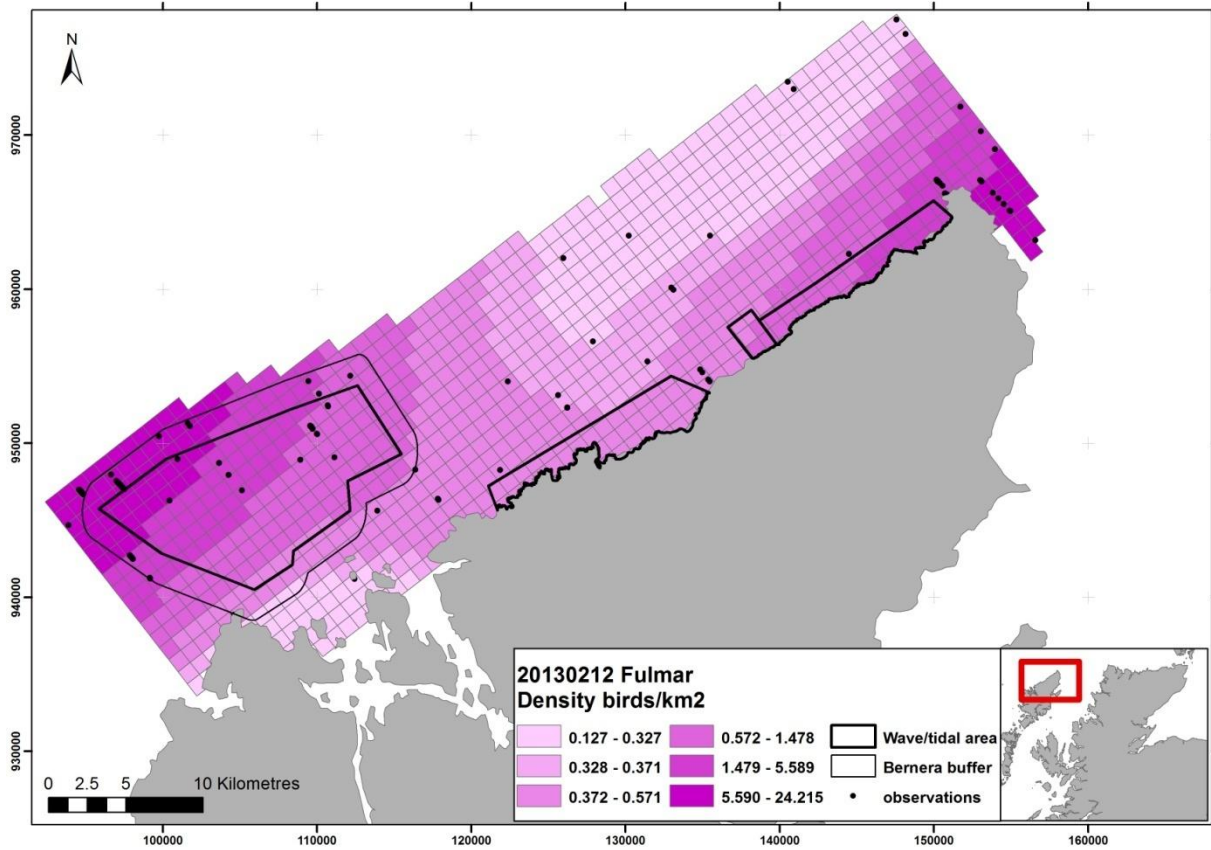 N
970000
960000
950000
940000
930000
20130212 Fulmar
Density birds/km2
0.127 - 0.327
0.572 - 1.478
Wave/tidal area
0.328 - 0.371
1.479 - 5.589
Bernera buffer
0.372 - 0.571
5.590 - 24.215
observations
0 2.5 5 10 Kilometres
100000 110000 120000 130000 140000 150000 160000